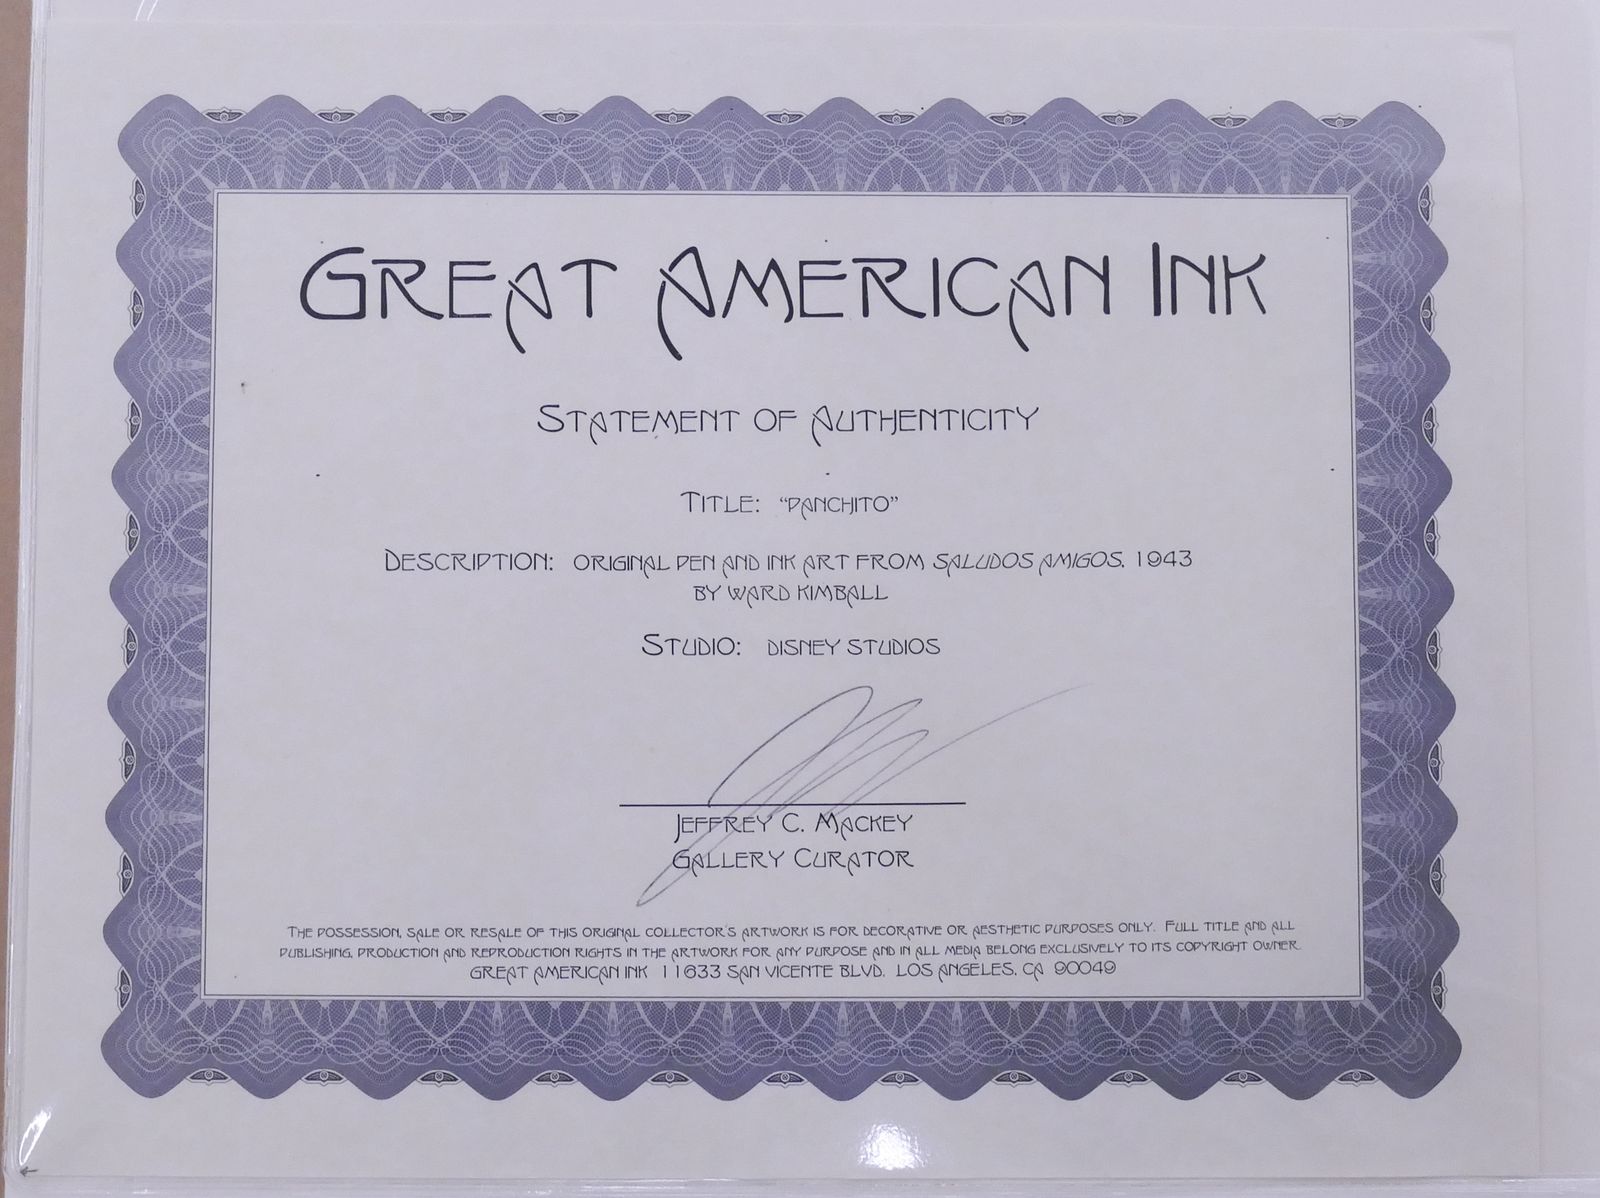 GREAT AMERICAN INK
STATEMENT OF AUTHENTICITY
TITLE: "PANCHITO"
DESCRIPTION: ORIGINAL PEN AND INK ART FROM SALUDOS AMIGOS, 1943
BY WARD KIMBALL
STUDIO: DISNEY STUDIOS
JEFFREY C. MACKEY
GALLERY CURATOR
THE POSSESSION, SALE OR RESALE OF THIS ORIGINAL COLLECTOR'S ARTWORK IS FOR DECORATIVE OR AESTHETIC PURPOSES ONLY. FULL TITLE AND ALL
PUBLISHING, PRODUCTION AND REPRODUCTION RIGHTS IN THE ARTWORK FOR ANY PURPOSE AND IN ALL MEDIA BELONG EXCLUSIVELY TO ITS COPYRIGHT OWNER.
GREAT AMERICAN INK 11633 SAN VICENTE BLVD. LOS ANGELES, CA 90049